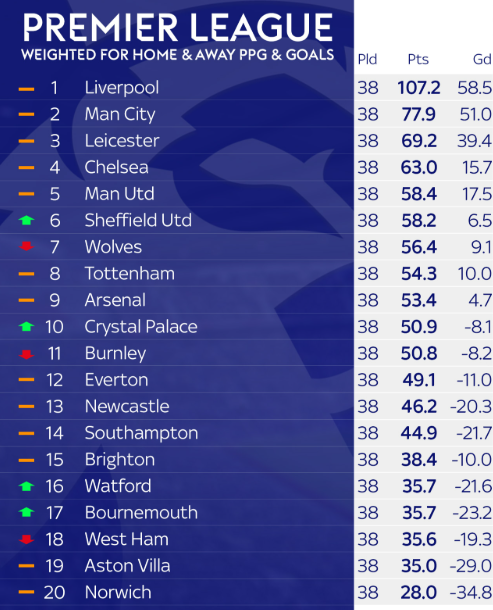 PREMIER LEAGUE
WEIGHTED FOR HOME & AWAY PPG & GOALS Pld Pts Gd
1 Liverpool 38 107.2 58.5
2 Man City 38 77.9 51.0
3 Leicester 38 69.2 39.4
4 Chelsea 38 63.0 15.7
5 Man Utd 38 58.4 17.5
6 Sheffield Utd 38 58.2 6.5
7 Wolves 38 56.4 9.1
8 Tottenham 38 54.3 10.0
9 Arsenal 38 53.4 4.7
10 Crystal Palace 38 50.9 -8.1
11 Burnley 38 50.8 -8.2
12 Everton 38 49.1 -11.0
13 Newcastle 38 46.2 -20.3
14 Southampton 38 44.9 -21.7
15 Brighton 38 38.4 -10.0
16 Watford 38 35.7 -21.6
17 Bournemouth 38 35.7 -23.2
18 West Ham 38 35.6 -19.3
19 Aston Villa 38 35.0 -29.0
20 Norwich 38 28.0 -34.8